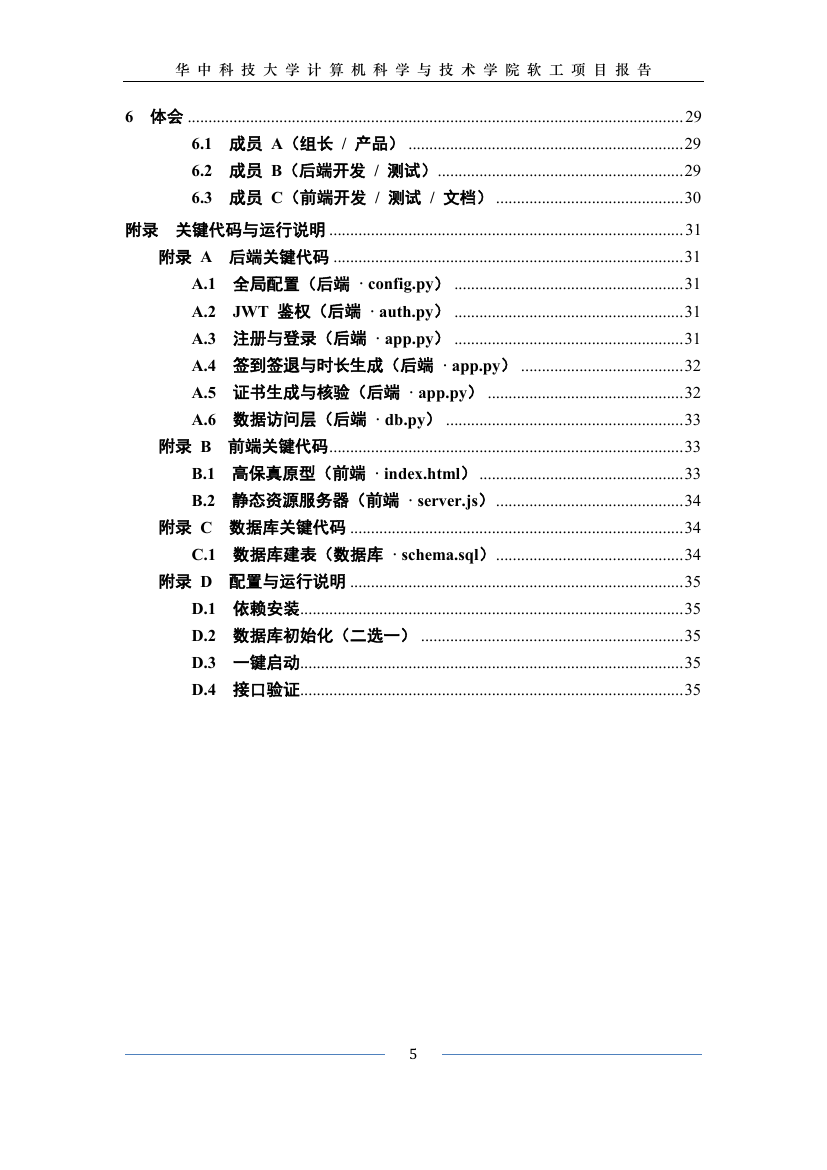 华中科技大学计算机科学与技术学院软工项目报告
6 体会 ........ 29
6.1 成员 A（组长 / 产品） ........ 29
6.2 成员 B（后端开发 / 测试） ........ 29
6.3 成员 C（前端开发 / 测试 / 文档） ........ 30
附录 关键代码与运行说明 ........ 31
附录 A 后端关键代码 ........ 31
A.1 全局配置（后端 · config.py） ........ 31
A.2 JWT 鉴权（后端 · auth.py） ........ 31
A.3 注册与登录（后端 · app.py） ........ 31
A.4 签到签退与时长生成（后端 · app.py） ........ 32
A.5 证书生成与核验（后端 · app.py） ........ 32
A.6 数据访问层（后端 · db.py） ........ 33
附录 B 前端关键代码 ........ 33
B.1 高保真原型（前端 · index.html） ........ 33
B.2 静态资源服务器（前端 · server.js） ........ 34
附录 C 数据库关键代码 ........ 34
C.1 数据库建表（数据库 · schema.sql） ........ 34
附录 D 配置与运行说明 ........ 35
D.1 依赖安装 ........ 35
D.2 数据库初始化（二选一） ........ 35
D.3 一键启动 ........ 35
D.4 接口验证 ........ 35
5